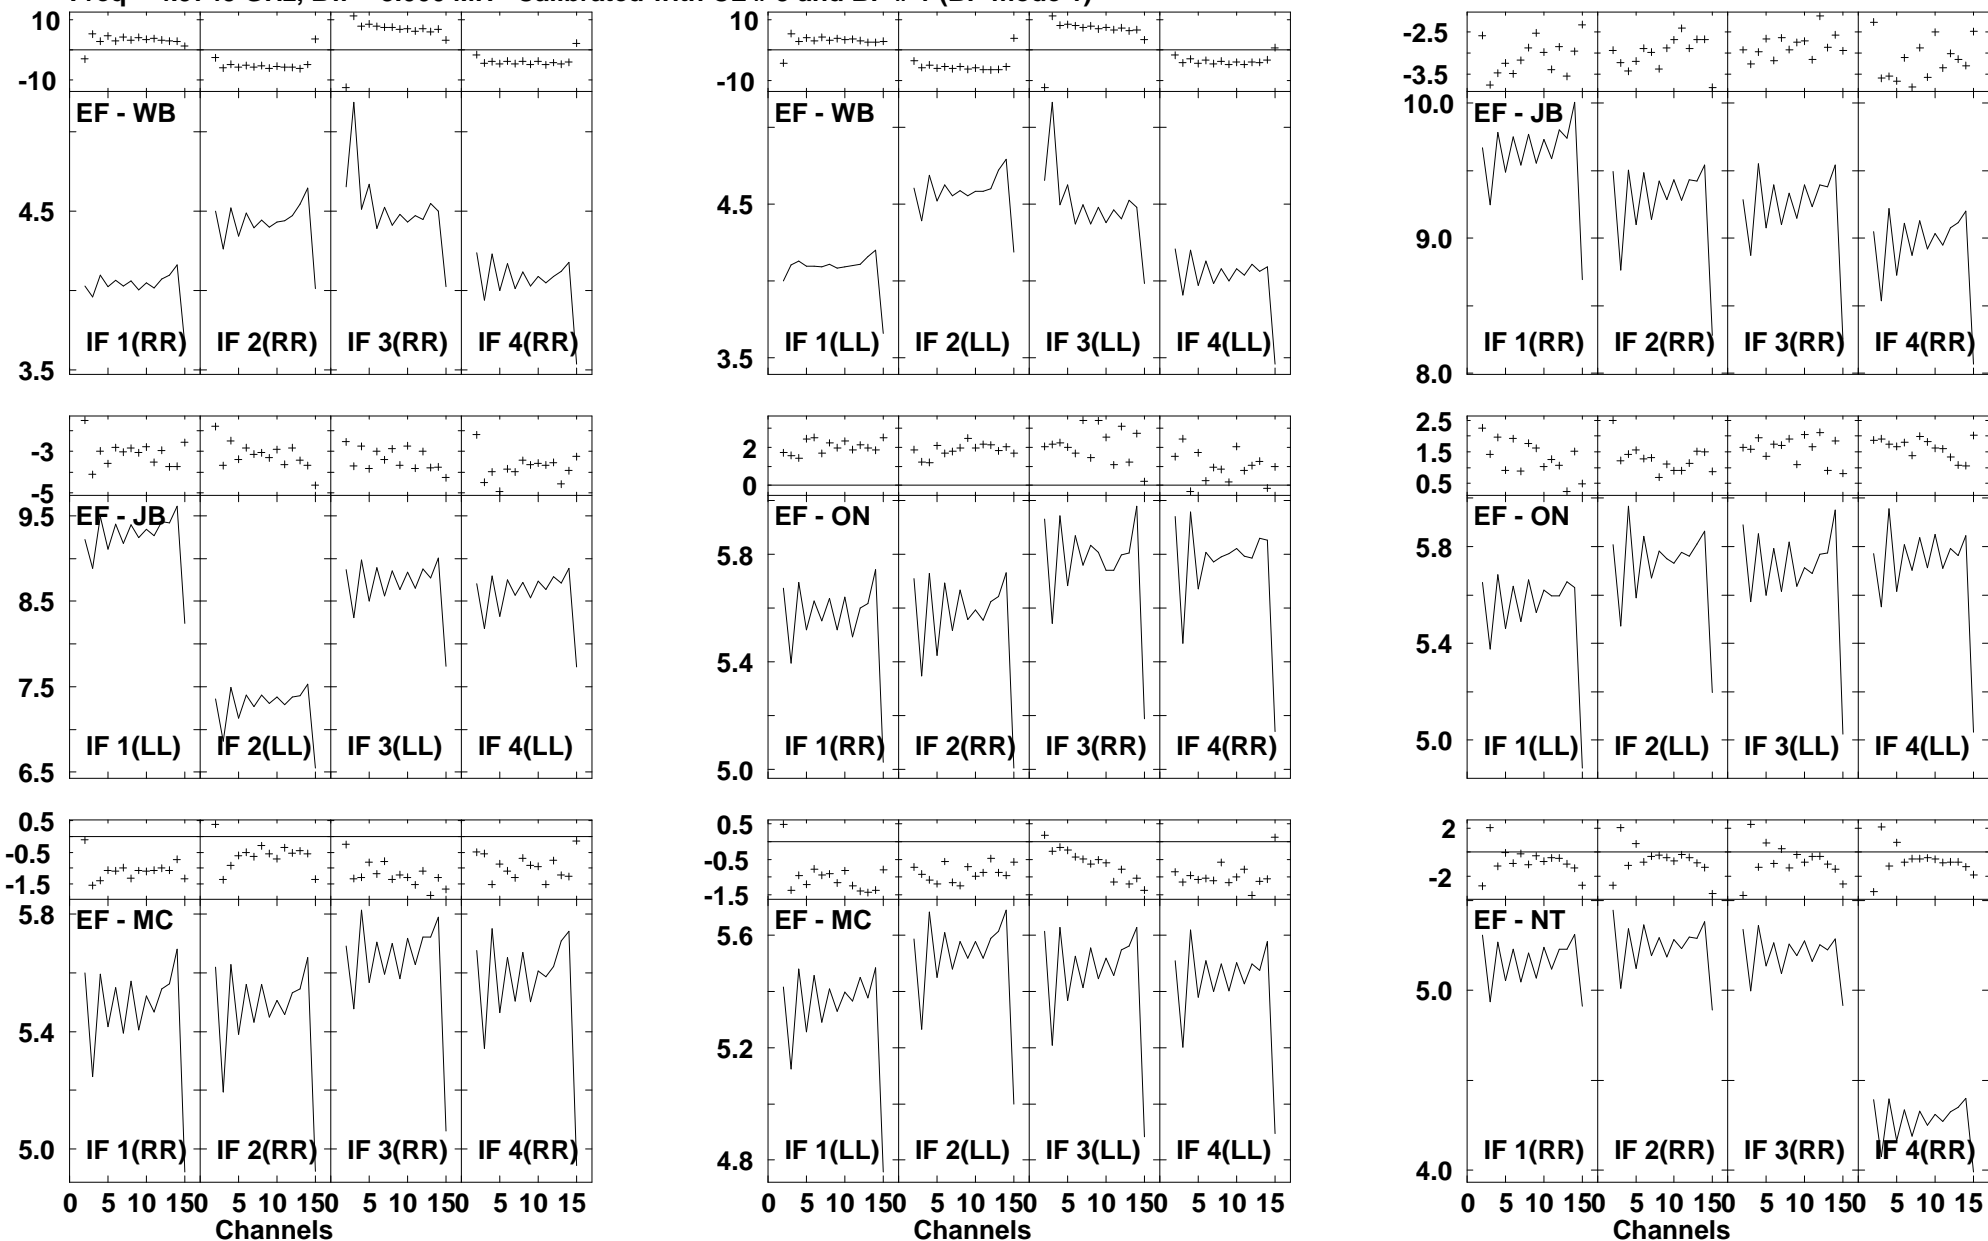 10
-10
EF - WB
4.5
3.5
IF 1(RR) IF 2(RR) IF 3(RR) IF 4(RR)
10
-10
EF - WB
4.5
3.5
IF 1(LL) IF 2(LL) IF 3(LL) IF 4(LL)
-2.5
-3.5
10.0
EF - JB
9.0
8.0
IF 1(RR) IF 2(RR) IF 3(RR) IF 4(RR)
-3
-5
9.5
EF - JB
8.5
7.5
6.5
IF 1(LL) IF 2(LL) IF 3(LL) IF 4(LL)
2
0
EF - ON
5.8
5.4
5.0
IF 1(RR) IF 2(RR) IF 3(RR) IF 4(RR)
2.5
1.5
0.5
EF - ON
5.8
5.4
5.0
IF 1(LL) IF 2(LL) IF 3(LL) IF 4(LL)
0.5
-0.5
-1.5
5.8
EF - MC
5.4
5.0
IF 1(RR) IF 2(RR) IF 3(RR) IF 4(RR)
0 5 10 150 5 10 150 5 10 150 5 10 15
Channels
0.5
-0.5
-1.5
EF - MC
5.6
5.2
4.8
IF 1(LL) IF 2(LL) IF 3(LL) IF 4(LL)
0 5 10 150 5 10 150 5 10 150 5 10 15
Channels
2
-2
EF - NT
5.0
4.0
IF 1(RR) IF 2(RR) IF 3(RR) IF 4(RR)
0 5 10 150 5 10 150 5 10 150 5 10 15
Channels